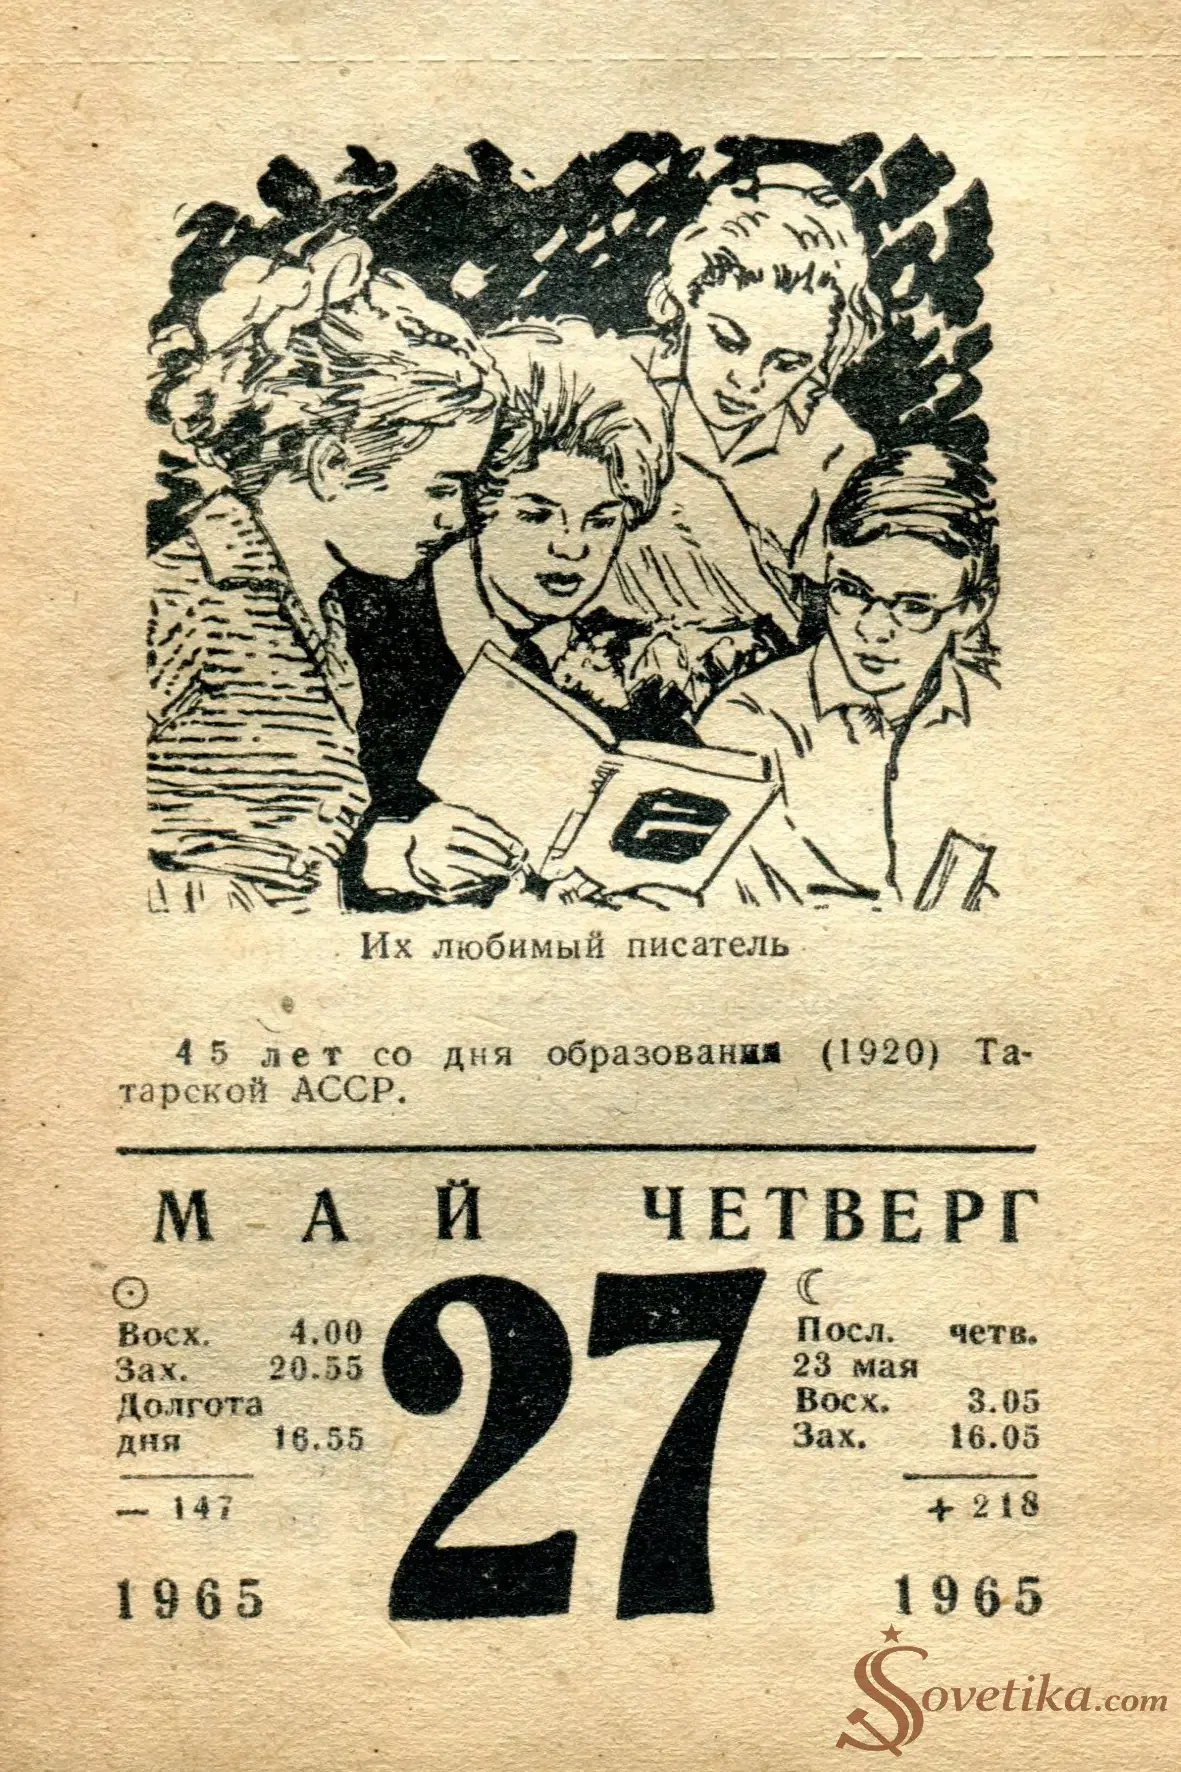 Их любимый писатель
45 лет со дня образования (1920) Та-
тарской АССР.
МАЙ ЧЕТВЕРГ
27
Восх. 4.00
Зах. 20.55
Долгота
дня 16.55
— 147
1965
Посл. четв.
23 мая
Восх. 3.05
Зах. 16.05
+ 218
1965
Sovetika.com